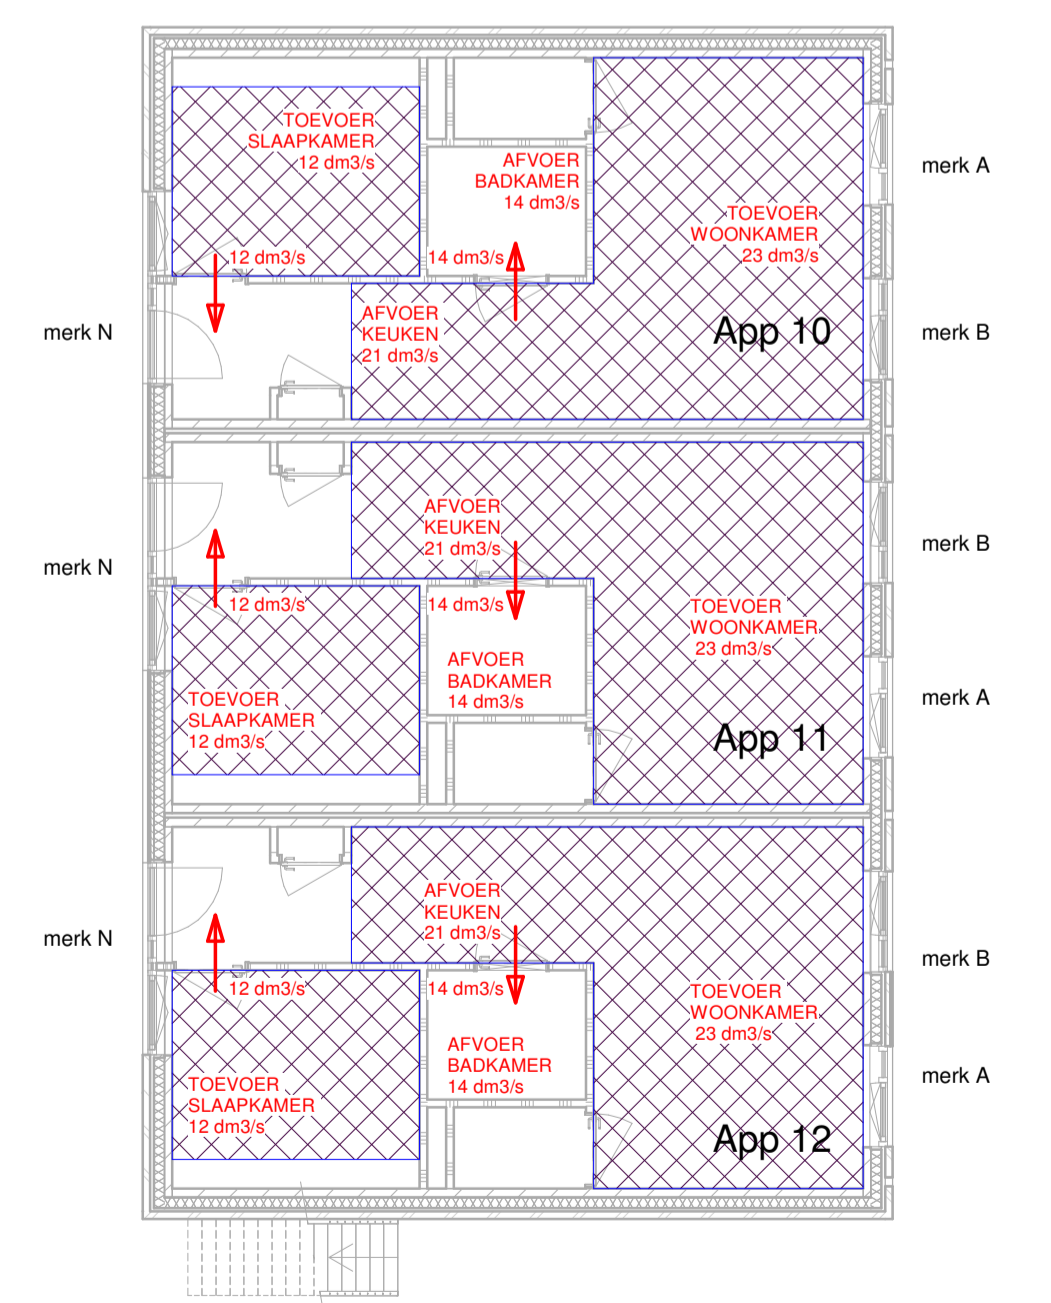 TOEVOER
SLAAPKAMER
12 dm3/s
AFVOER
BADKAMER
14 dm3/s
merk A
TOEVOER
WOONKAMER
23 dm3/s
12 dm3/s
14 dm3/s
AFVOER
KEUKEN
21 dm3/s
merk N
App 10
merk B
AFVOER
KEUKEN
21 dm3/s
merk B
merk N
12 dm3/s
14 dm3/s
TOEVOER
WOONKAMER
23 dm3/s
AFVOER
BADKAMER
14 dm3/s
TOEVOER
SLAAPKAMER
12 dm3/s
merk A
App 11
AFVOER
KEUKEN
21 dm3/s
merk N
merk B
12 dm3/s
14 dm3/s
TOEVOER
WOONKAMER
23 dm3/s
AFVOER
BADKAMER
14 dm3/s
TOEVOER
SLAAPKAMER
12 dm3/s
merk A
App 12